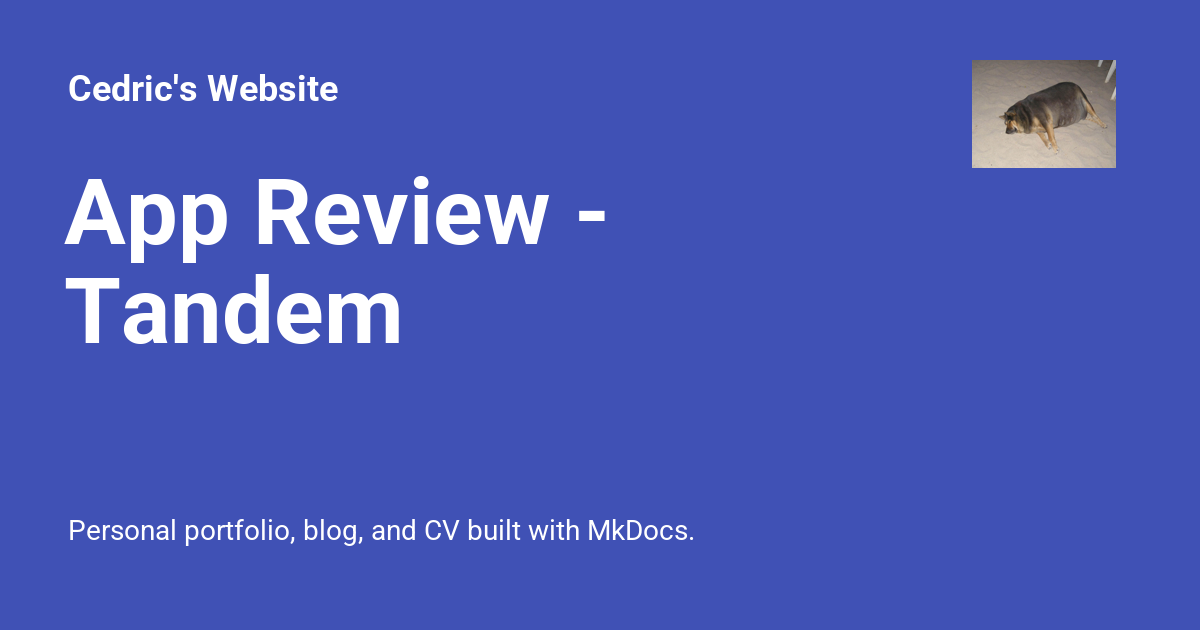 Cedric's Website
App Review -
Tandem
Personal portfolio, blog, and CV built with MkDocs.